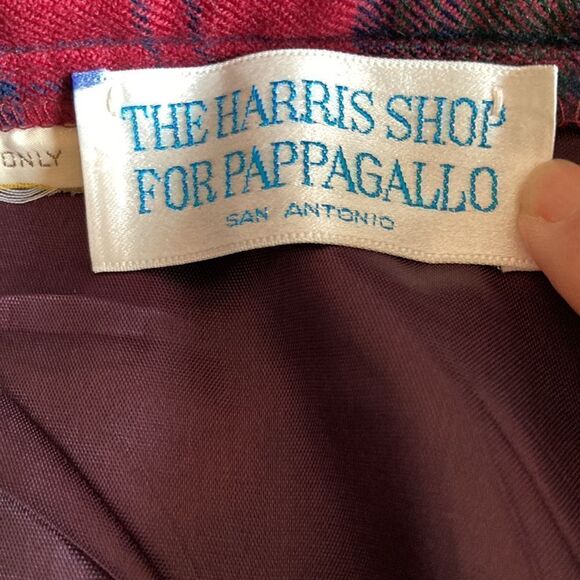 THE HARRIS SHOP
FOR PAPPAGALLO
SAN ANTONIO
ONLY